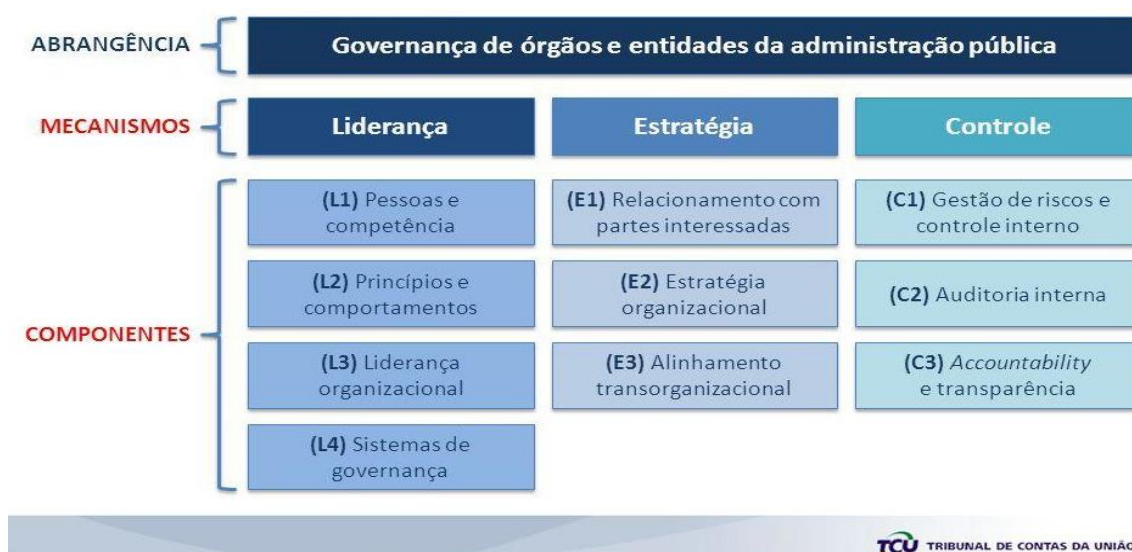 ABRANGÊNCIA
Governança de órgãos e entidades da administração pública
MECANISMOS
Liderança
Estratégia
Controle
COMPONENTES
(L1) Pessoas e
competência
(E1) Relacionamento com
partes interessadas
(C1) Gestão de riscos e
controle interno
(L2) Princípios e
comportamentos
(E2) Estratégia
organizacional
(C2) Auditoria interna
(L3) Liderança
organizacional
(E3) Alinhamento
transorganizacional
(C3) Accountability
e transparência
(L4) Sistemas de
governança
TCU TRIBUNAL DE CONTAS DA UNIÃO